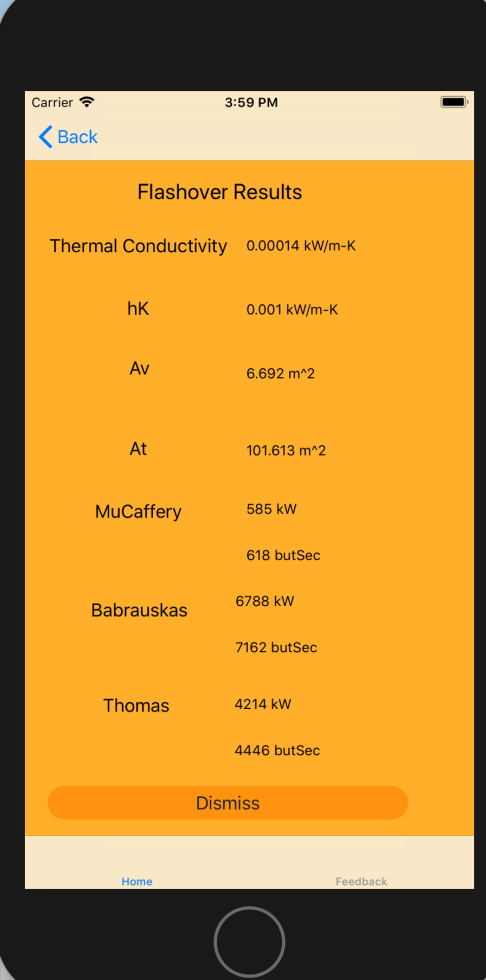 Carrier 3:59 PM
Back
Flashover Results
Thermal Conductivity 0.00014 kW/m-K
hK 0.001 kW/m-K
Av 6.692 m^2
At 101.613 m^2
MuCaffery 585 kW
618 butSec
Babrauskas 6788 kW
7162 butSec
Thomas 4214 kW
4446 butSec
Dismiss
Home Feedback